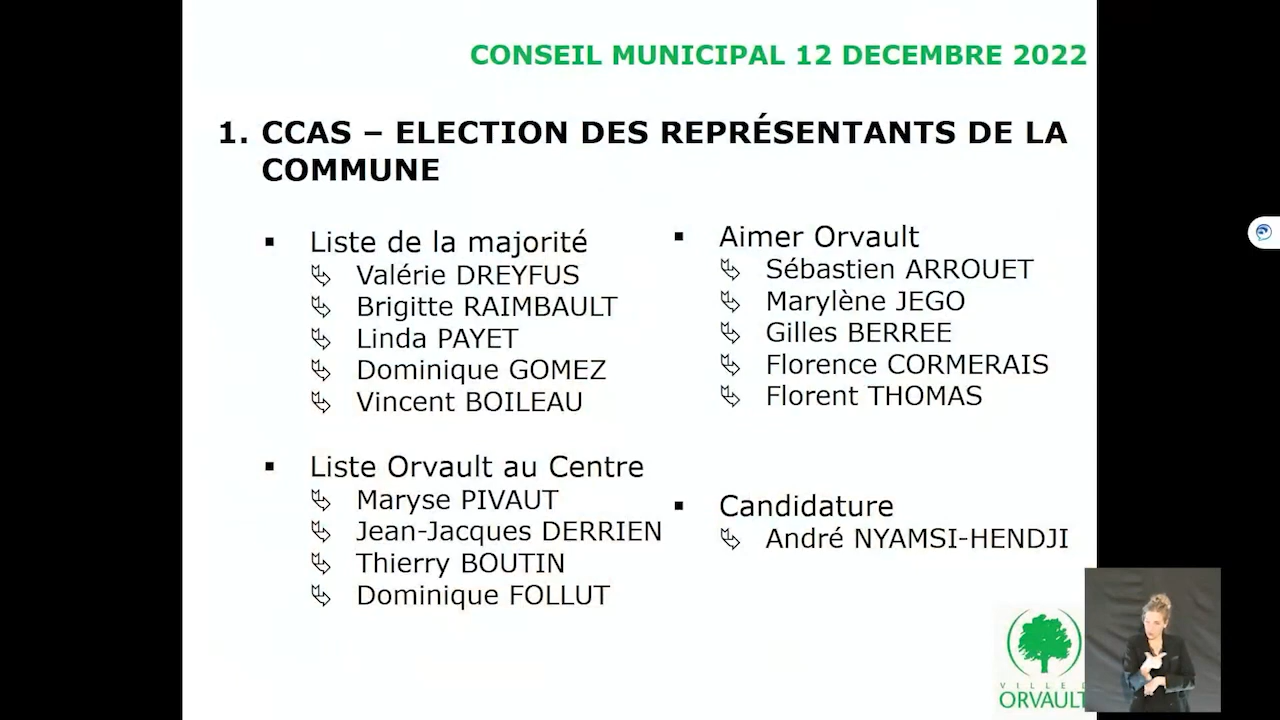 CONSEIL MUNICIPAL 12 DECEMBRE 2022
1. CCAS – ELECTION DES REPRÉSENTANTS DE LA
COMMUNE
▪ Liste de la majorité
Valérie DREYFUS
Brigitte RAIMBAULT
Linda PAYET
Dominique GOMEZ
Vincent BOILEAU
▪ Liste Orvault au Centre
Maryse PIVAUT
Jean-Jacques DERRIEN
Thierry BOUTIN
Dominique FOLLUT
▪ Aimer Orvault
Sébastien ARROUET
Marylène JEGO
Gilles BERREE
Florence CORMERAIS
Florent THOMAS
▪ Candidature
André NYAMSI-HENDJI
VILLE
ORVAULT